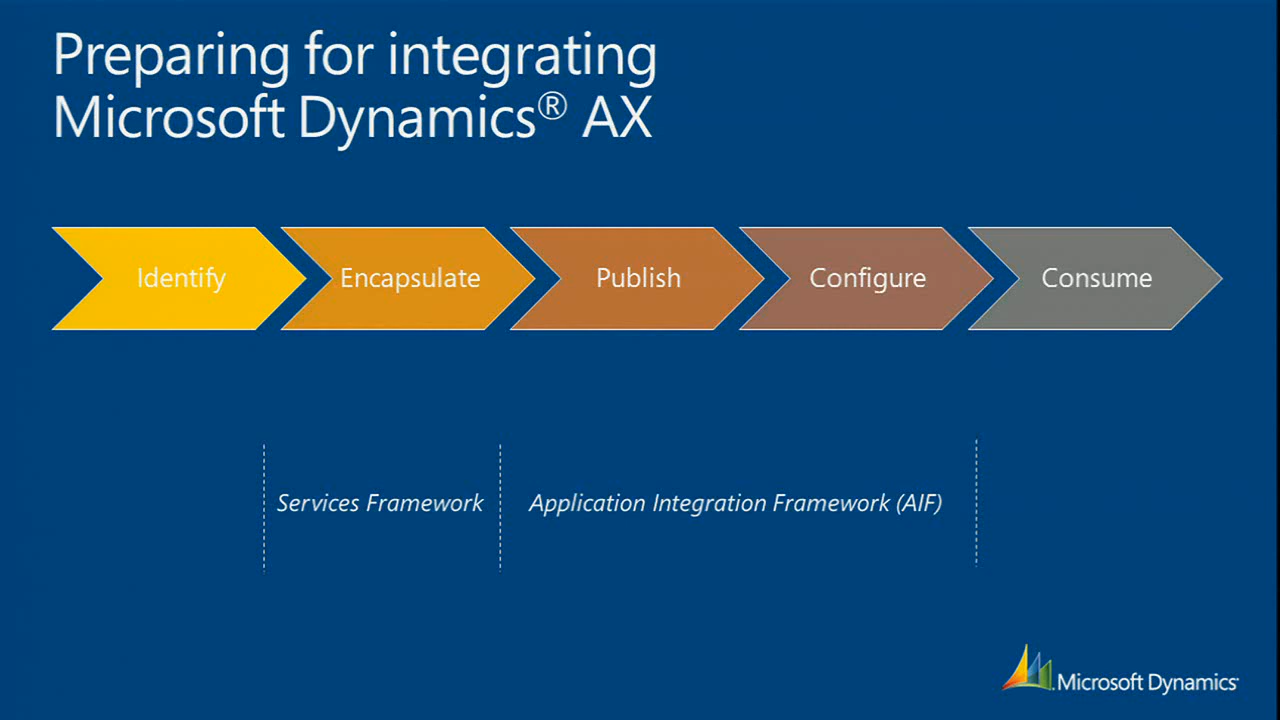 Preparing for integrating
Microsoft Dynamics® AX
Identify
Encapsulate
Publish
Configure
Consume
Services Framework
Application Integration Framework (AIF)
Microsoft Dynamics